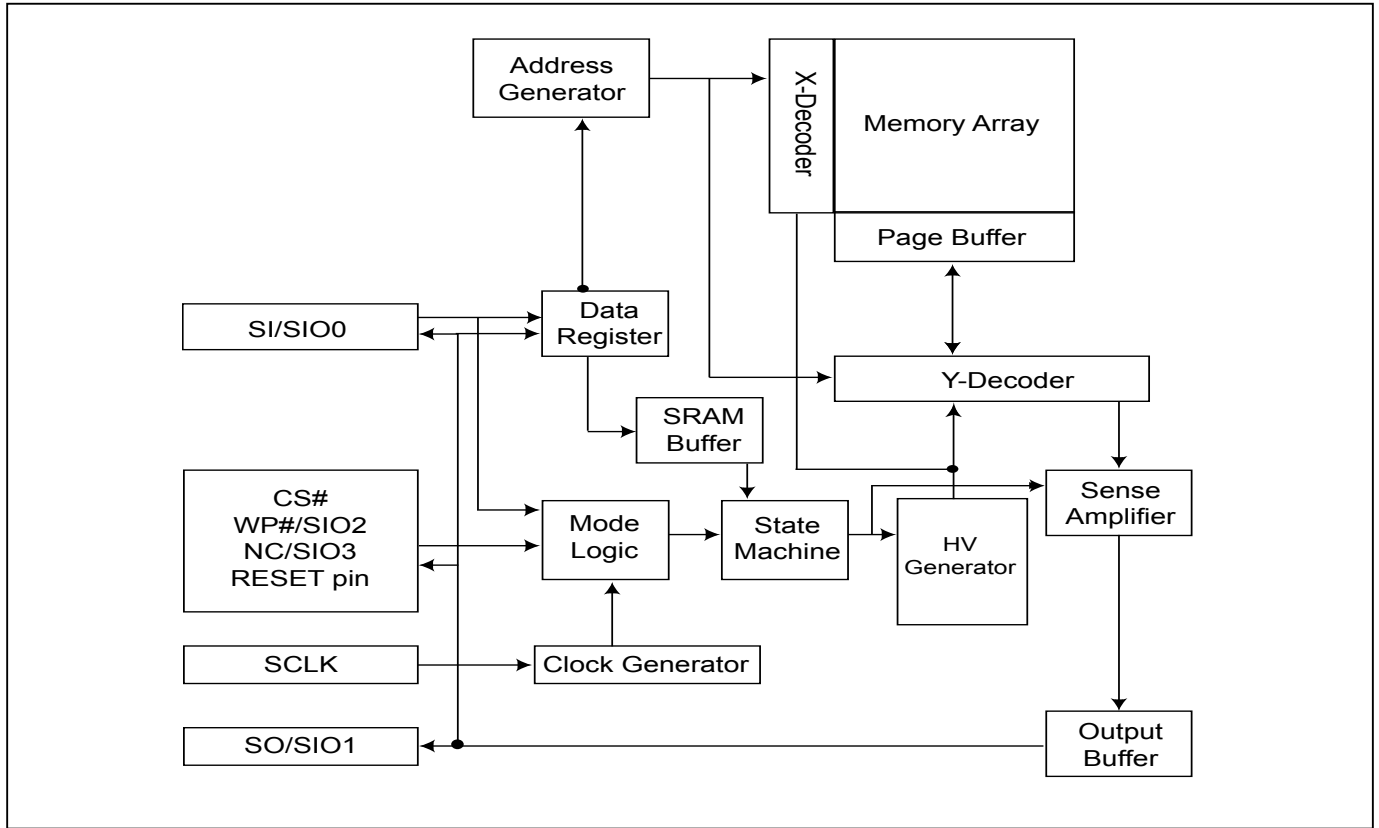 Address
Generator
X-Decoder
Memory Array
Page Buffer
SI/SIO0
Data
Register
Y-Decoder
SRAM
Buffer
CS#
WP#/SIO2
NC/SIO3
RESET pin
Mode
Logic
State
Machine
HV
Generator
Sense
Amplifier
SCLK
Clock Generator
SO/SIO1
Output
Buffer